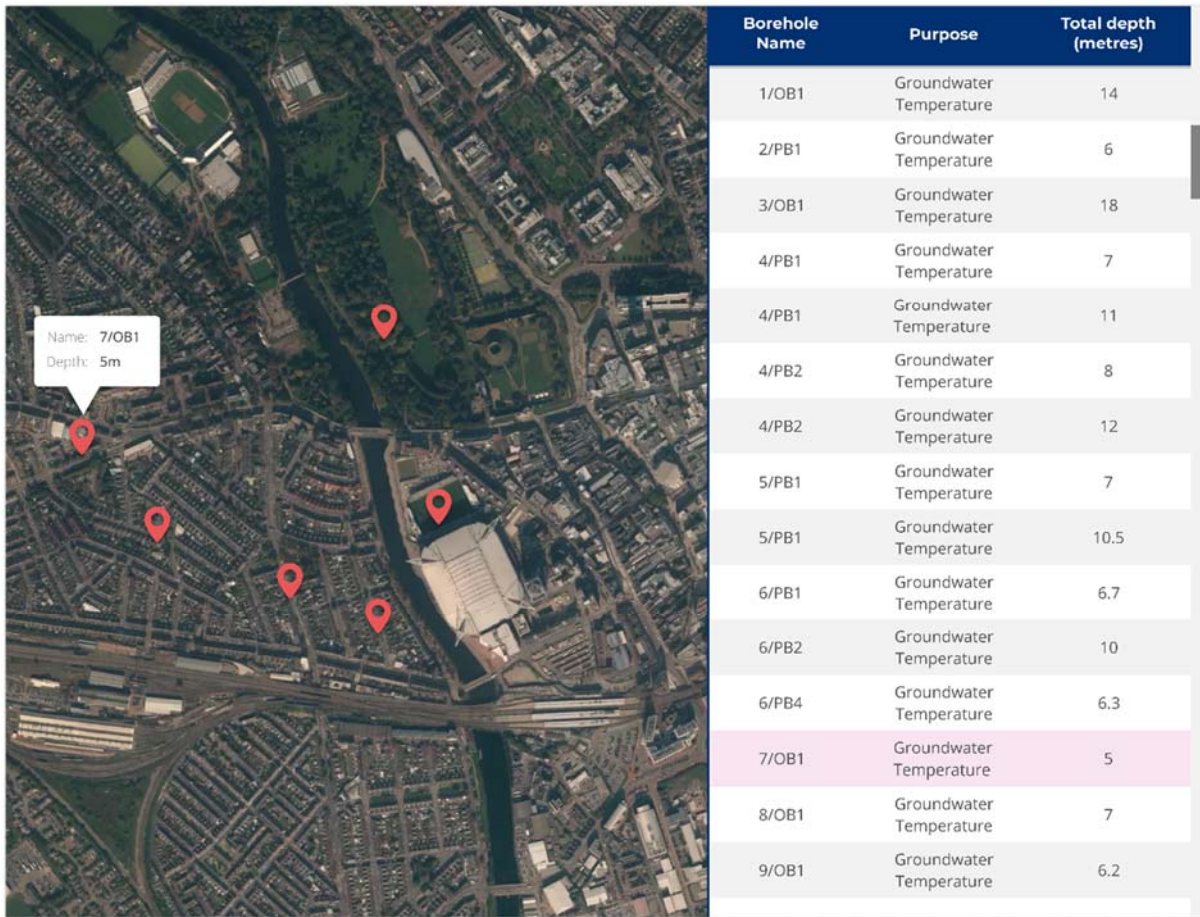 Name: 7/OB1
Depth: 5m
Borehole Name Purpose Total depth (metres)
1/OB1 Groundwater Temperature 14
2/PB1 Groundwater Temperature 6
3/OB1 Groundwater Temperature 18
4/PB1 Groundwater Temperature 7
4/PB1 Groundwater Temperature 11
4/PB2 Groundwater Temperature 8
4/PB2 Groundwater Temperature 12
5/PB1 Groundwater Temperature 7
5/PB1 Groundwater Temperature 10.5
6/PB1 Groundwater Temperature 6.7
6/PB2 Groundwater Temperature 10
6/PB4 Groundwater Temperature 6.3
7/OB1 Groundwater Temperature 5
8/OB1 Groundwater Temperature 7
9/OB1 Groundwater Temperature 6.2